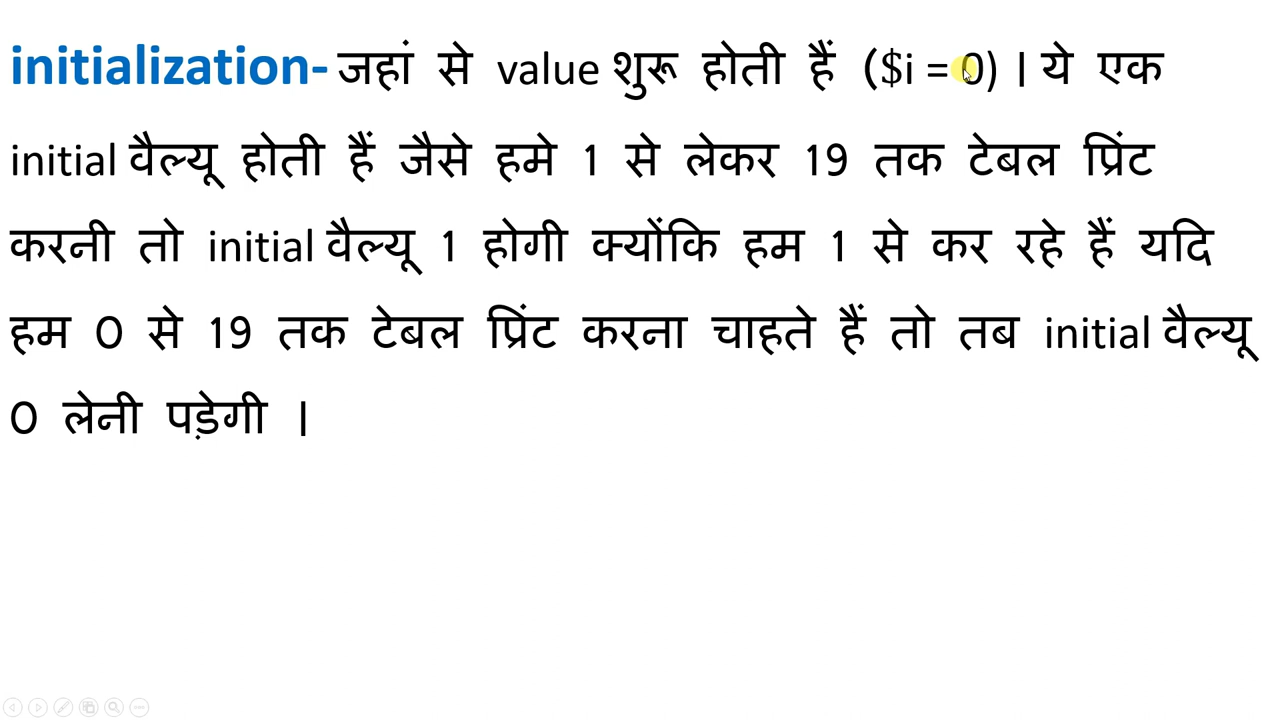 initialization- जहां से value शुरू होती हैं ($i = 0) | ये एक
initial वैल्यू होती हैं जैसे हमे 1 से लेकर 19 तक टेबल प्रिंट
करनी तो initial वैल्यू 1 होगी क्योंकि हम 1 से कर रहे हैं यदि
हम 0 से 19 तक टेबल प्रिंट करना चाहते हैं तो तब initial वैल्यू
0 लेनी पड़ेगी |